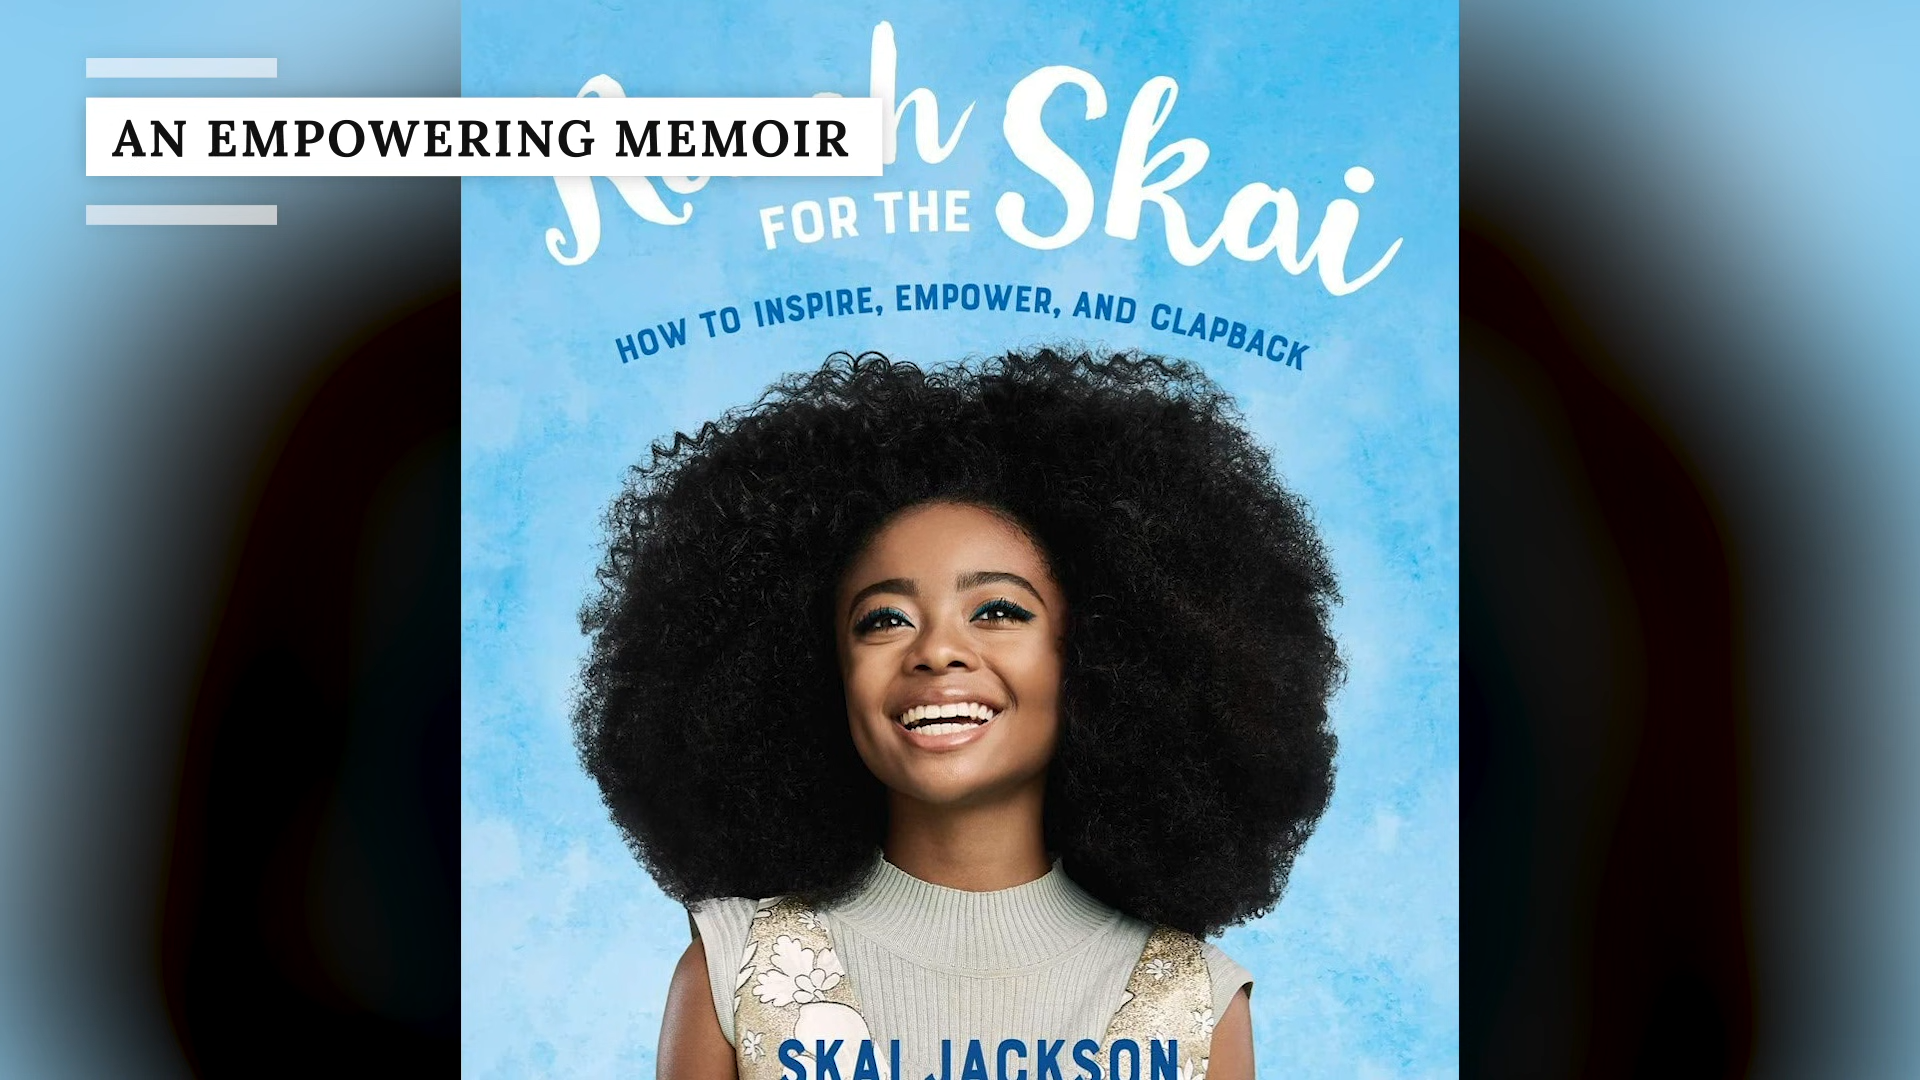 AN EMPOWERING MEMOIR
Skai
FOR THE
HOW TO INSPIRE, EMPOWER, AND CLAPBACK
SKAI JACKSON